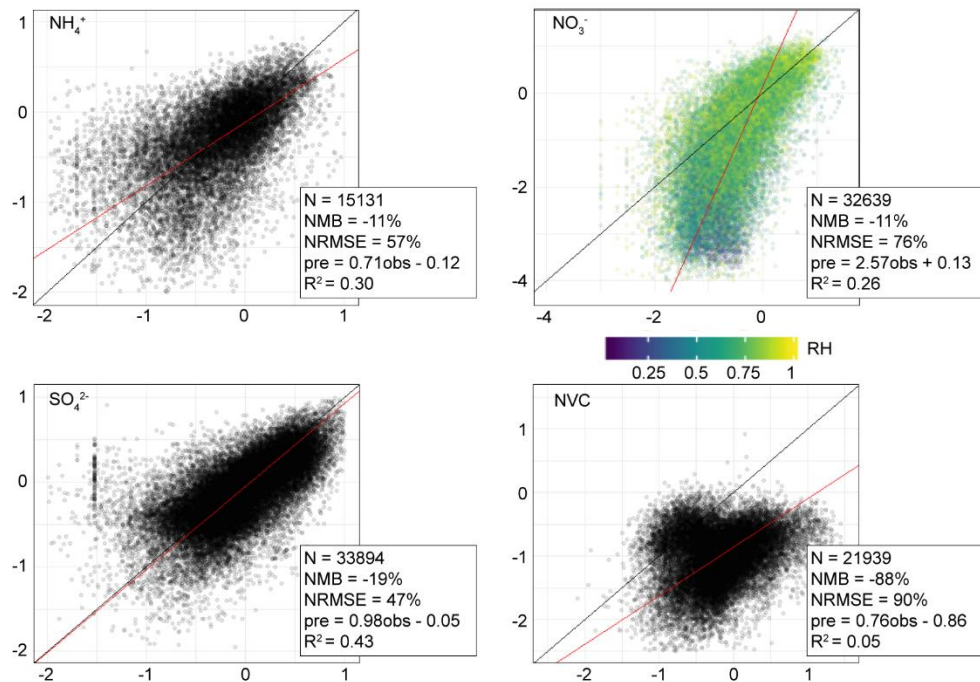 NH₄⁺
1
0
-1
-2
-2
-1
0
1
N = 15131
NMB = -11%
NRMSE = 57%
pre = 0.71obs - 0.12
R² = 0.30
NO₃⁻
0
-2
-4
-4
-2
0
N = 32639
NMB = -11%
NRMSE = 76%
pre = 2.57obs + 0.13
R² = 0.26
RH
0.25 0.5 0.75 1
SO₄²⁻
1
0
-1
-2
-2
-1
0
1
N = 33894
NMB = -19%
NRMSE = 47%
pre = 0.98obs - 0.05
R² = 0.43
NVC
1
0
-1
-2
-2
-1
0
1
N = 21939
NMB = -88%
NRMSE = 90%
pre = 0.76obs - 0.86
R² = 0.05